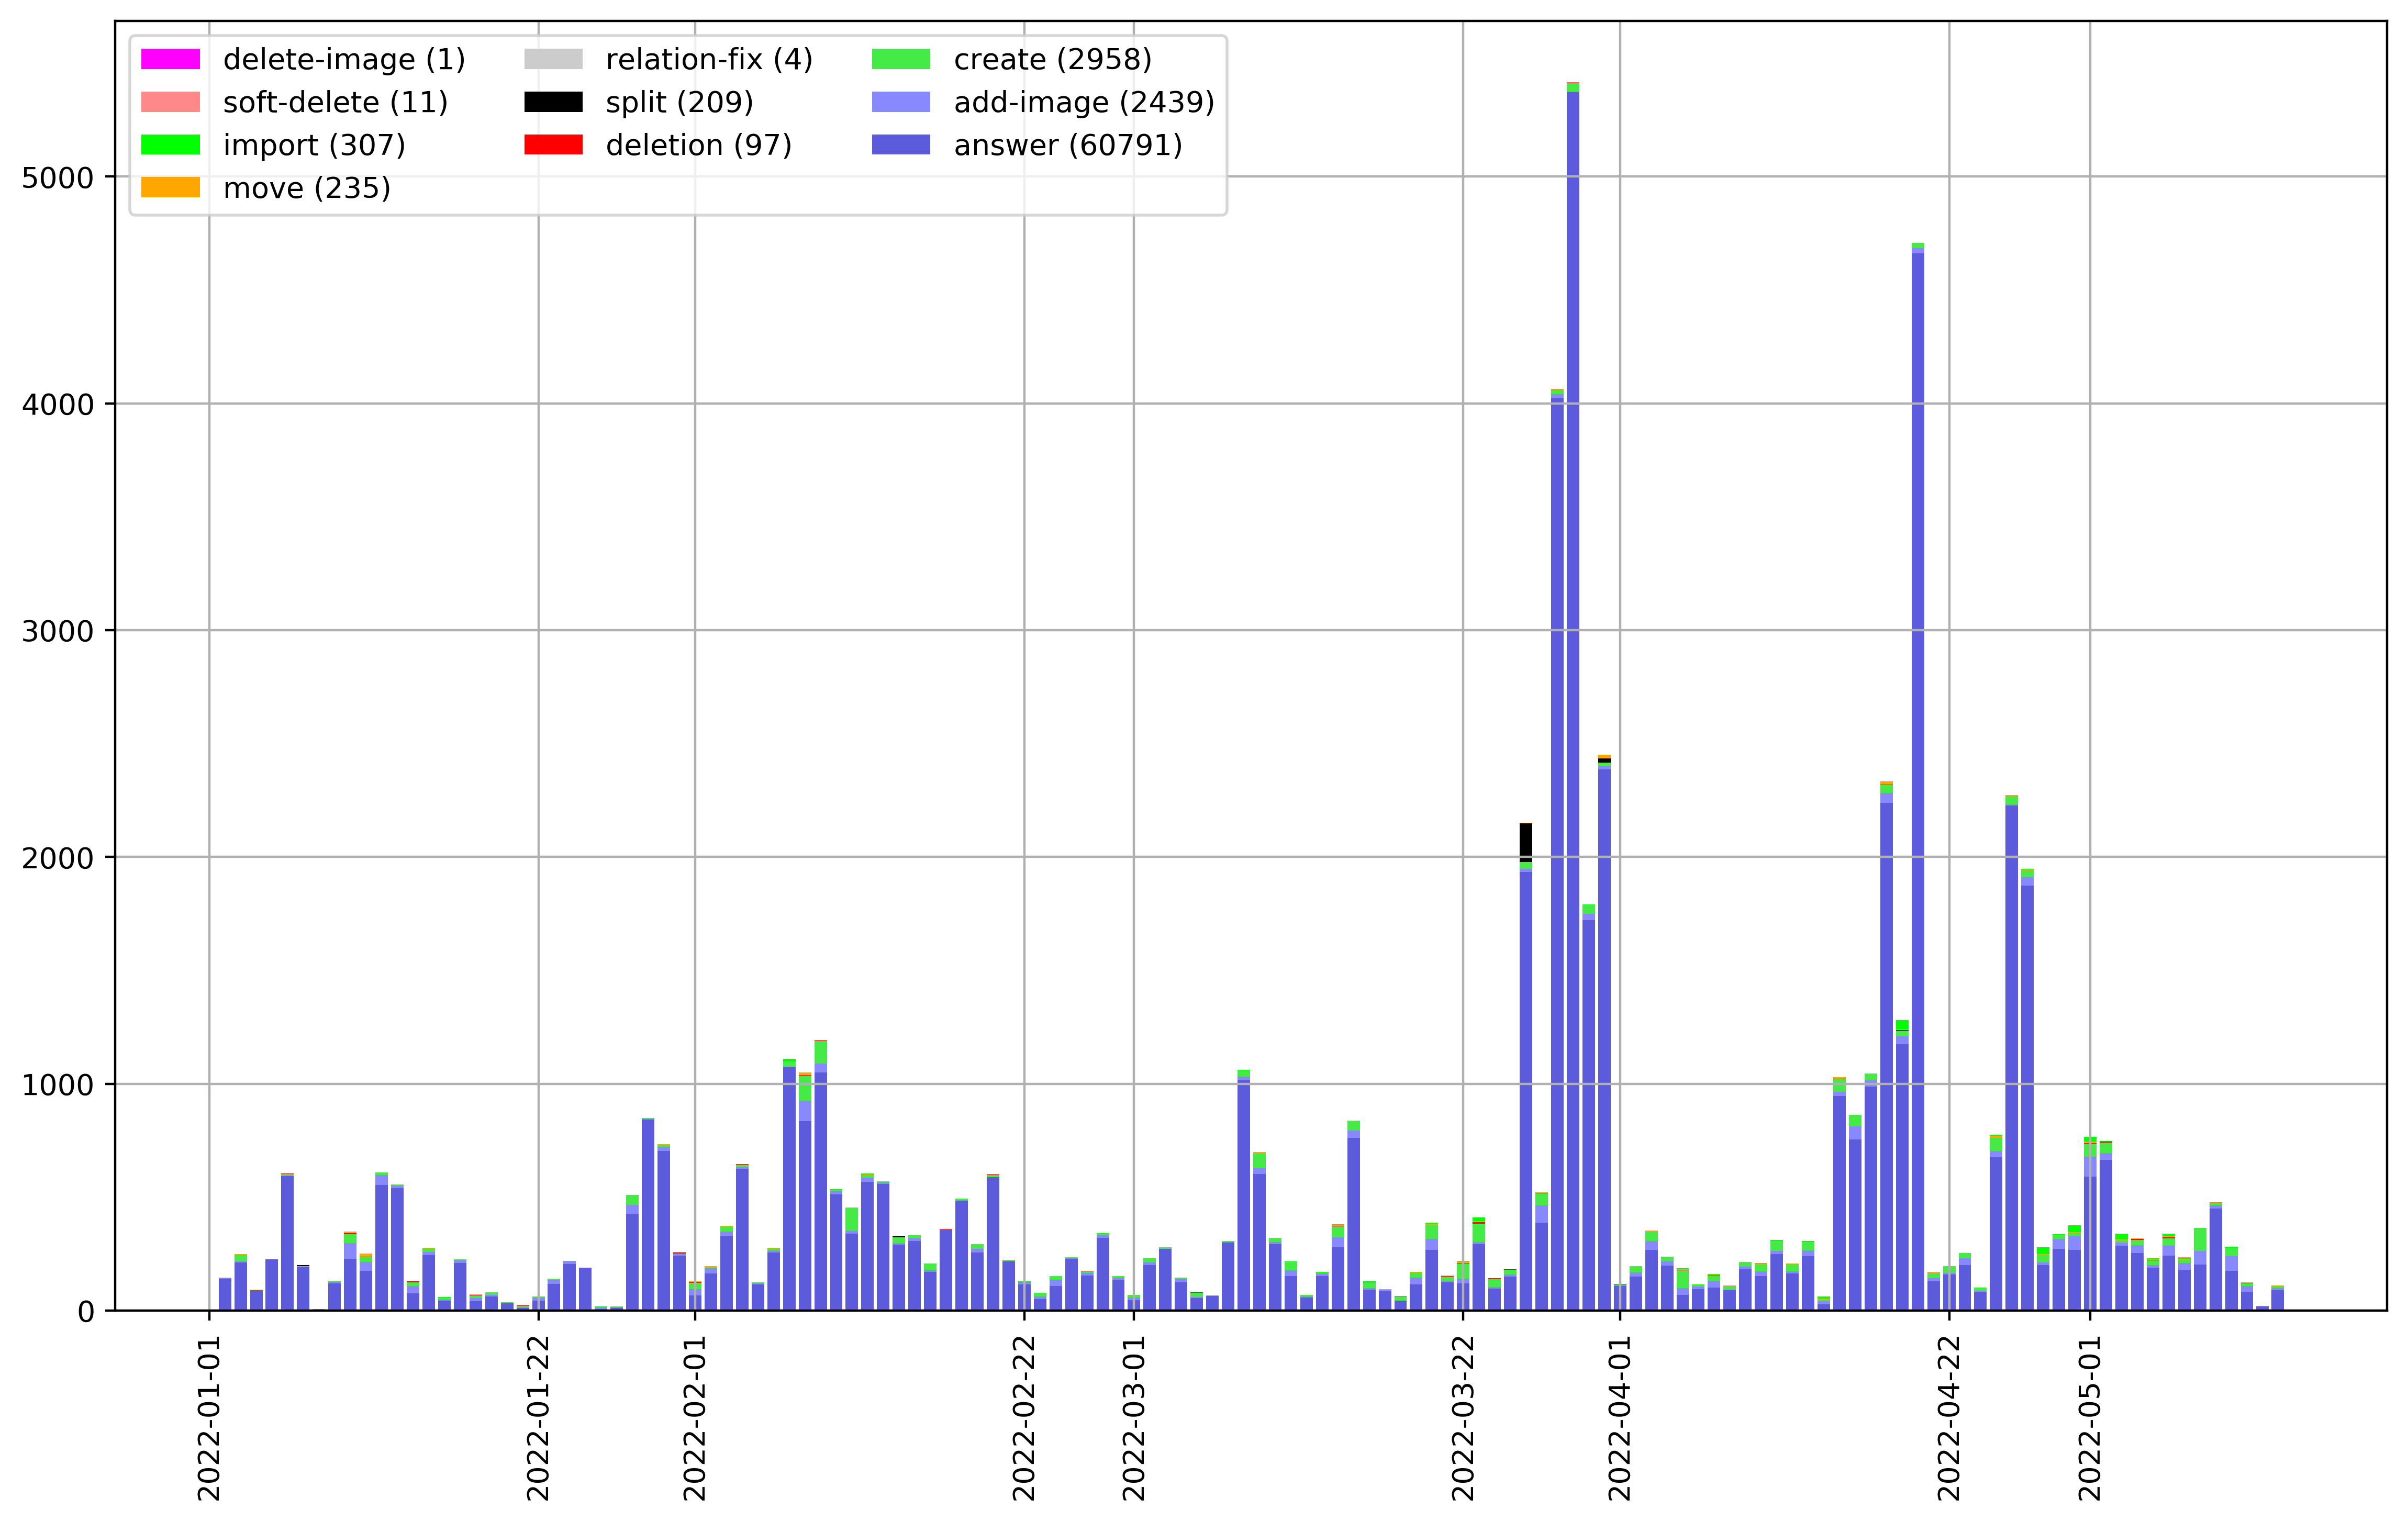 delete-image (1)
soft-delete (11)
import (307)
move (235)
relation-fix (4)
split (209)
deletion (97)
create (2958)
add-image (2439)
answer (60791)
5000
4000
3000
2000
1000
0
2022-01-01
2022-01-22
2022-02-01
2022-02-22
2022-03-01
2022-03-22
2022-04-01
2022-04-22
2022-05-01